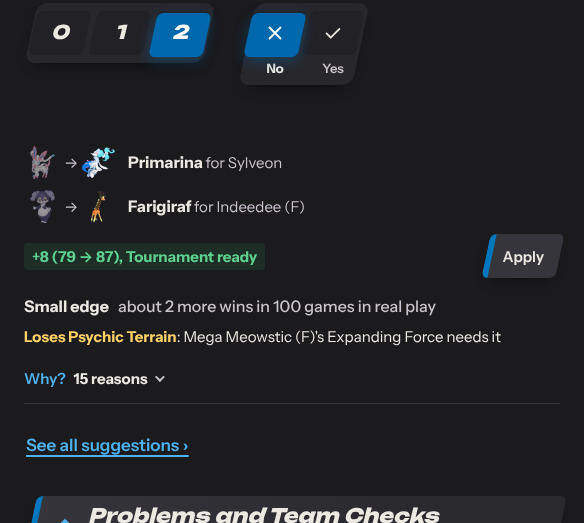 0 1 2
No Yes
→ Primarina for Sylveon
→ Farigiraf for Indeedee (F)
+8 (79 → 87), Tournament ready
Apply
Small edge about 2 more wins in 100 games in real play
Loses Psychic Terrain: Mega Meowstic (F)'s Expanding Force needs it
Why? 15 reasons
See all suggestions ›
Problems and Team Checks